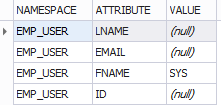 NAMESPACE ATTRIBUTE VALUE
EMP_USER LNAME (null)
EMP_USER EMAIL (null)
EMP_USER FNAME SYS
EMP_USER ID (null)